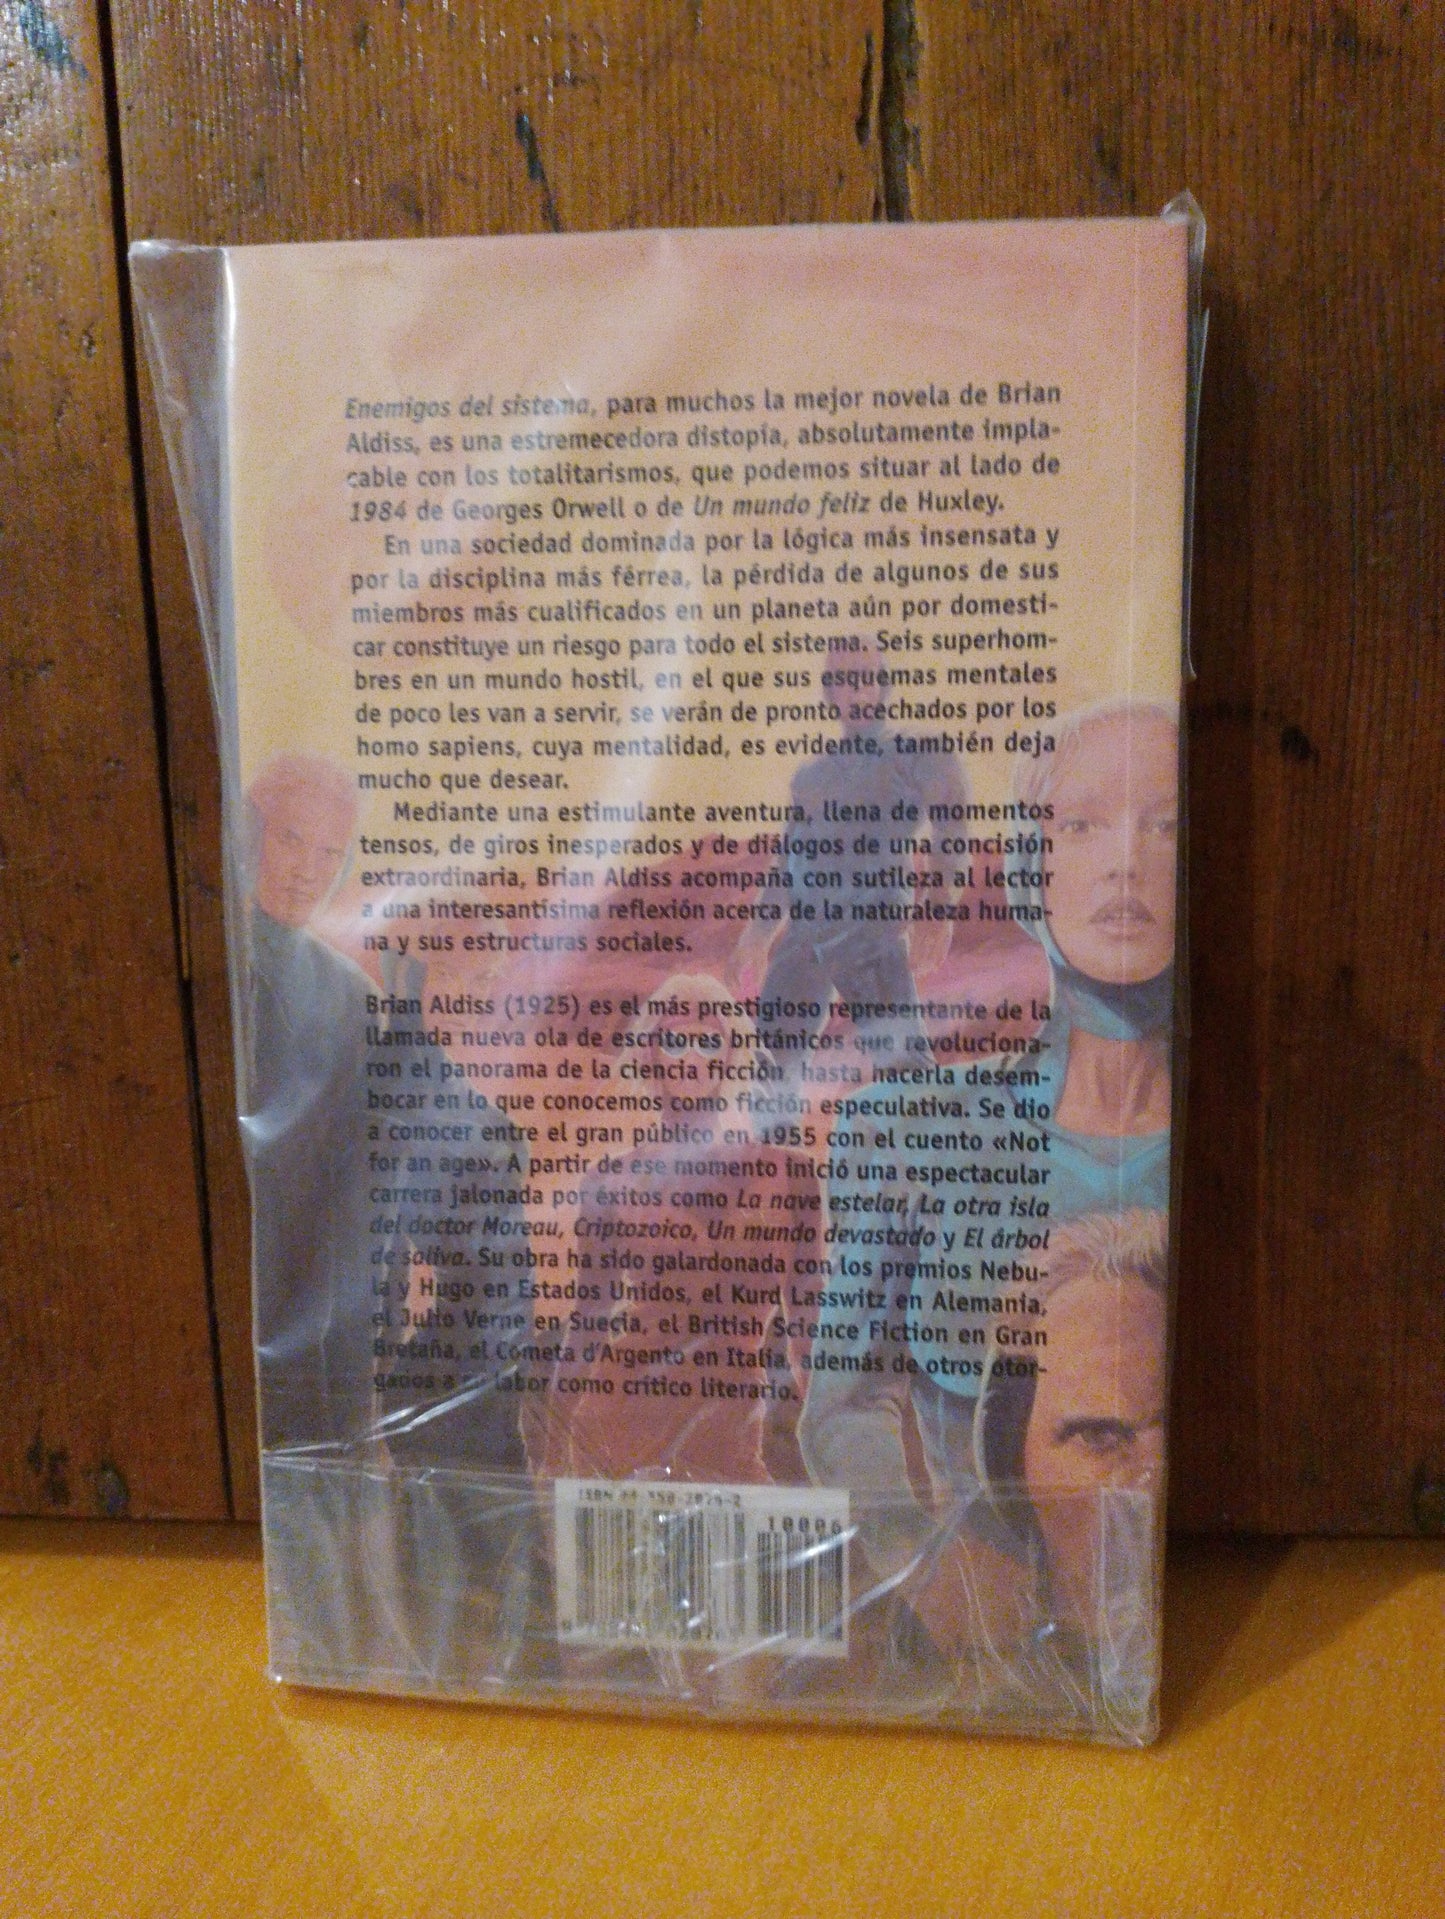 Enemigos del sistema, para muchos la mejor novela de Brian
Aldiss, es una estremecedora distopía, absolutamente impla-
cable con los totalitarismos, que podemos situar al lado de
1984 de Georges Orwell o de Un mundo feliz de Huxley.
En una sociedad dominada por la lógica más insensata y
por la disciplina más férrea, la pérdida de algunos de sus
miembros más cualificados en un planeta aún por domesti-
car constituye un riesgo para todo el sistema. Seis superhom-
bres en un mundo hostil, en el que sus esquemas mentales
de poco les van a servir, se verán de pronto acechados por los
homo sapiens, cuya mentalidad, es evidente, también deja
mucho que desear.
Mediante una estimulante aventura, llena de momentos
tensos, de giros inesperados y de diálogos de una concisión
extraordinaria, Brian Aldiss acompaña con sutileza al lector
a una interesantísima reflexión acerca de la naturaleza huma-
na y sus estructuras sociales.
Brian Aldiss (1925) es el más prestigioso representante de la
llamada nueva ola de escritores británicos que revoluciona-
ron el panorama de la ciencia ficción, hasta hacerla desem-
bocar en lo que conocemos como ficción especulativa. Se dio
a conocer entre el gran público en 1955 con el cuento «Not
for an age». A partir de ese momento inició una espectacular
carrera jalonada por éxitos como La nave estelar, La otra isla
del doctor Moreau, Criptozoico, Un mundo devastado y El árbol
de saliva. Su obra ha sido galardonada con los premios Nebu-
la y Hugo en Estados Unidos, el Kurd Lasswitz en Alemania,
el Julio Verne en Suecia, el British Science Fiction en Gran
Bretaña, el Cometa d'Argento en Italia, además de otros otor-
gados a su labor como crítico literario.
ISBN
10006